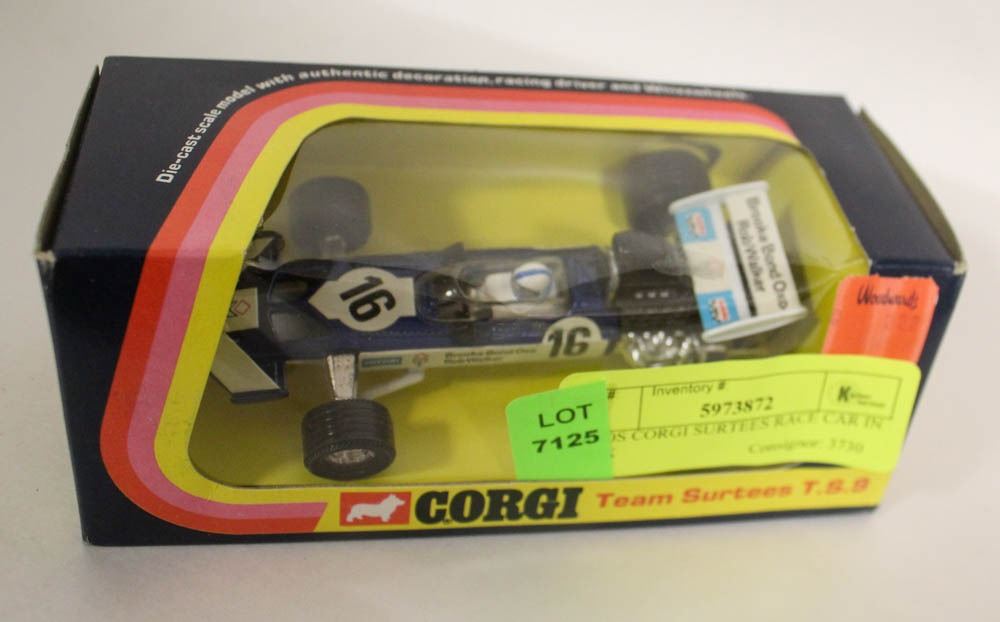 Die-cast scale model with authentic decoration, racing driver and Whizzwheels
16
Brooke Bond Oxo
Rob Walker
16
Brooke Bond Oxo
Rob Walker
Woodward's
Inventory #
5973872
LOT
7125
0S CORGI SURTEES RACE CAR IN
Consignor: 3730
CORGI Team Surtees T.S.9